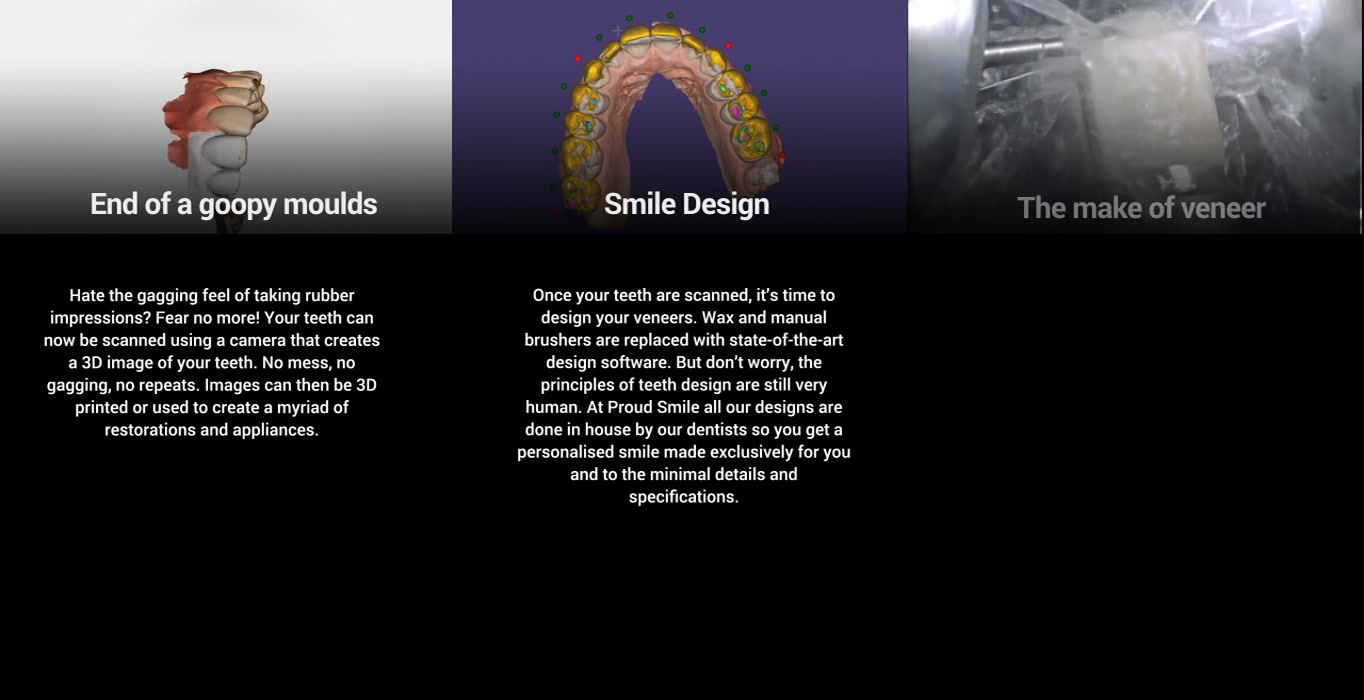 End of a goopy moulds
Smile Design
The make of veneer
Hate the gagging feel of taking rubber
impressions? Fear no more! Your teeth can
now be scanned using a camera that creates
a 3D image of your teeth. No mess, no
gagging, no repeats. Images can then be 3D
printed or used to create a myriad of
restorations and appliances.
Once your teeth are scanned, it's time to
design your veneers. Wax and manual
brushers are replaced with state-of-the-art
design software. But don't worry, the
principles of teeth design are still very
human. At Proud Smile all our designs are
done in house by our dentists so you get a
personalised smile made exclusively for you
and to the minimal details and
specifications.